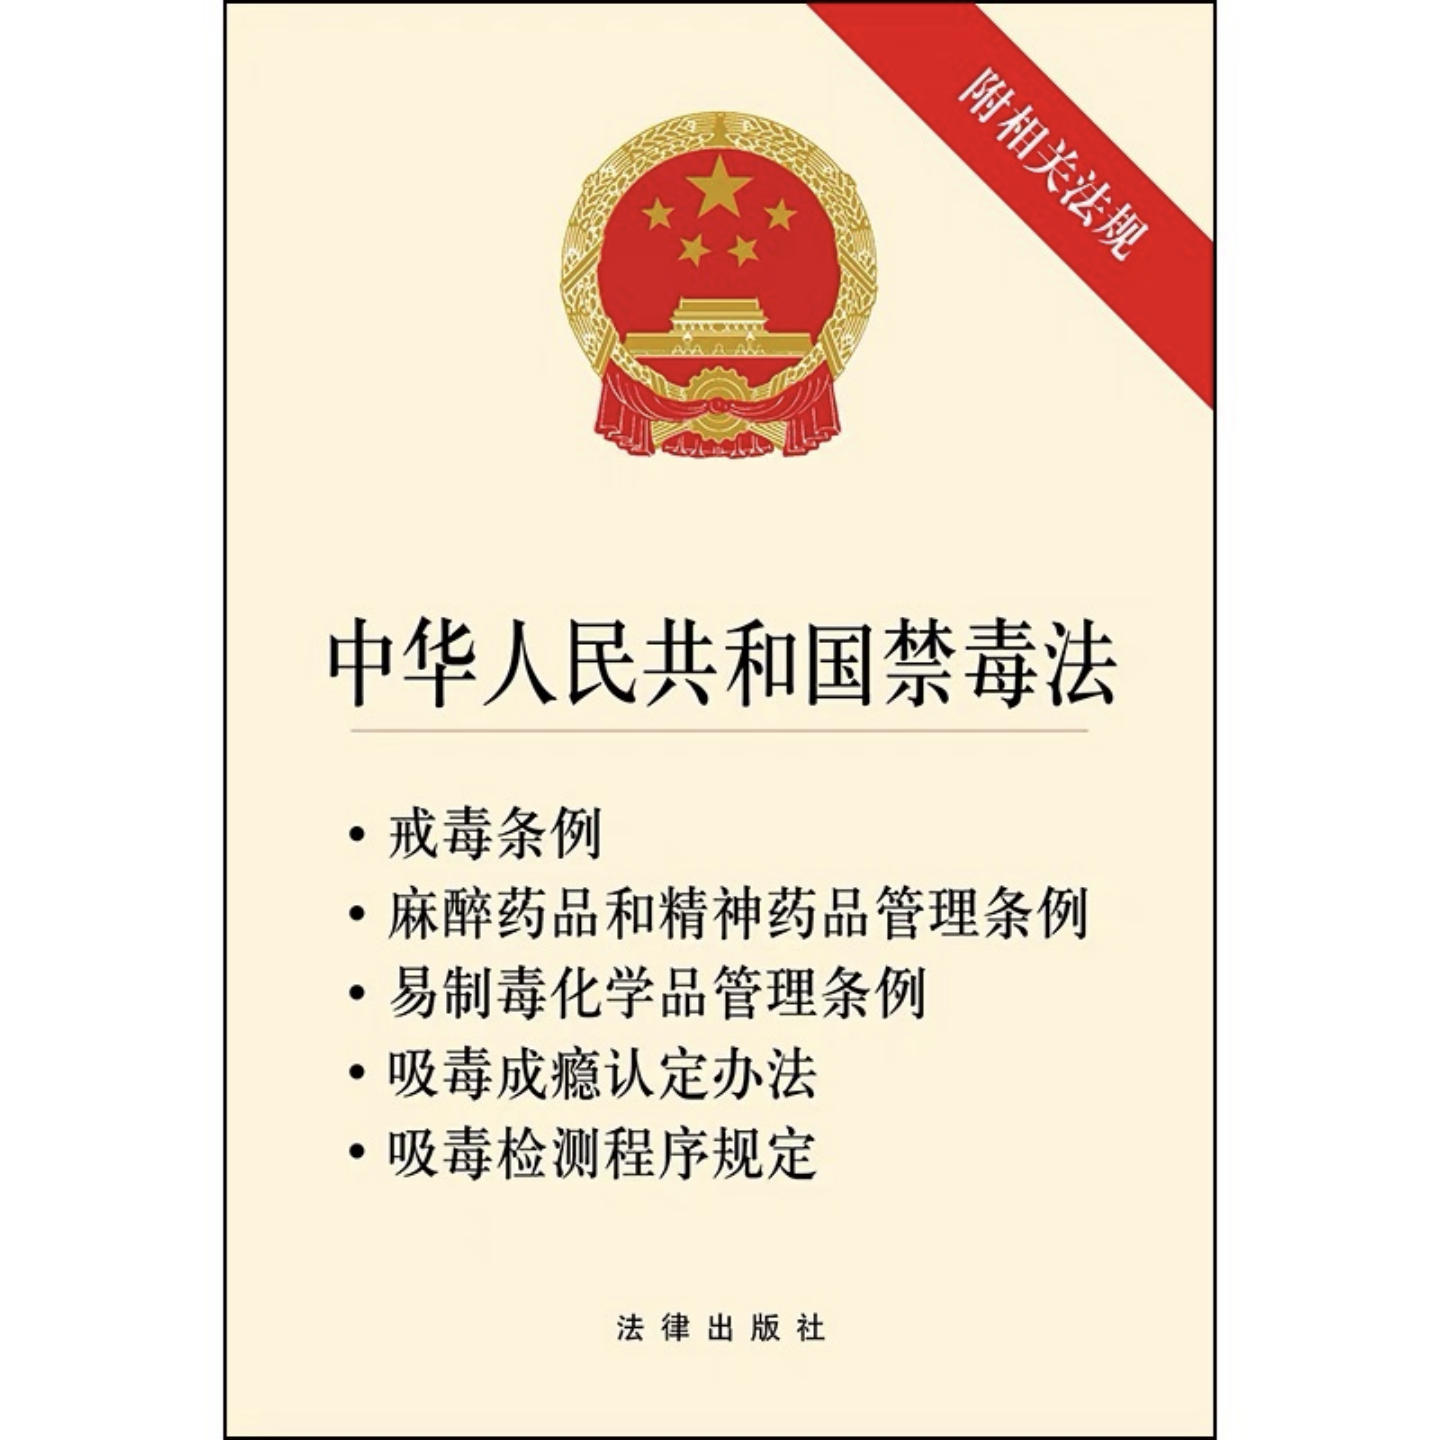 附相关法规
中华人民共和国禁毒法
• 戒毒条例
• 麻醉药品和精神药品管理条例
• 易制毒化学品管理条例
• 吸毒成瘾认定办法
• 吸毒检测程序规定
法律出版社